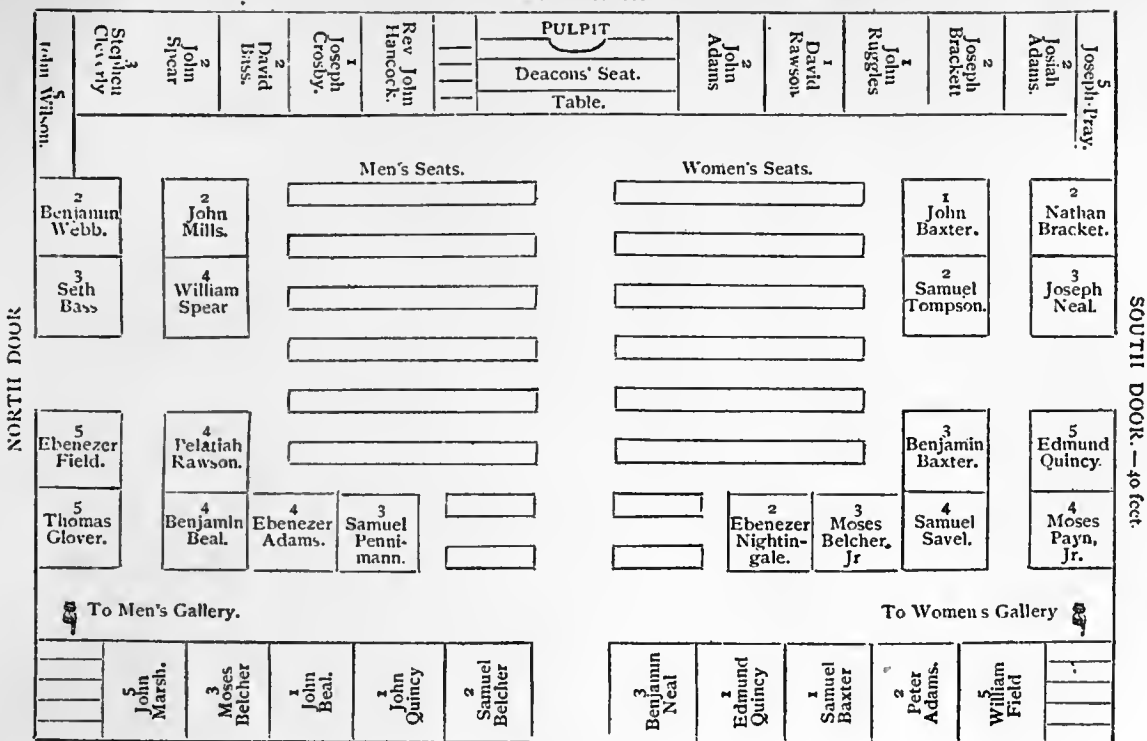 5
John Wilson.
3
Stephen
Cleverly
2
John
Spear
2
David
Bass.
1
Joseph
Crosby.
Rev John
Hancock.
PULPIT
Deacons' Seat.
Table.
2
John
Adams
1
David
Rawson.
1
John
Ruggles
2
Joseph
Brackett
2
Josiah
Adams.
5
Joseph Pray.
Men's Seats.
Women's Seats.
2
Benjamin
Webb.
2
John
Mills.
1
John
Baxter.
2
Nathan
Bracket.
3
Seth
Bass
4
William
Spear
2
Samuel
Tompson.
3
Joseph
Neal.
NORTH DOOR
SOUTH DOOR.—40 feet.
5
Ebenezer
Field.
4
Pelatiah
Rawson.
3
Benjamin
Baxter.
5
Edmund
Quincy.
5
Thomas
Glover.
4
Benjamin
Beal.
4
Ebenezer
Adams.
3
Samuel
Penni-
mann.
2
Ebenezer
Nightin-
gale.
3
Moses
Belcher,
Jr
4
Samuel
Savel.
4
Moses
Payn,
Jr.
To Men's Gallery.
To Women s Gallery
5
John
Marsh.
3
Moses
Belcher
1
John
Beal.
1
John
Quincy
2
Samuel
Belcher
3
Benjamin
Neal
1
Edmund
Quincy
1
Samuel
Baxter
2
Peter
Adams.
5
William
Field